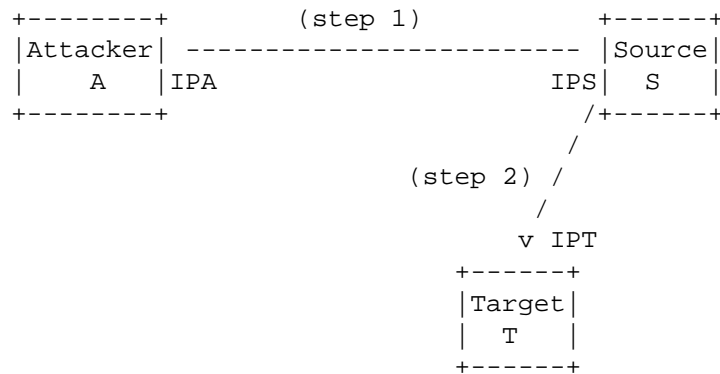 +--------+          (step 1)           +------+
|Attacker| ------------------------- |Source|
|    A   |IPA                     IPS|  S   |
+--------+                          /+------+
                                   /
                         (step 2) /
                                 /
                                v IPT
                            +------+
                            |Target|
                            |  T   |
                            +------+